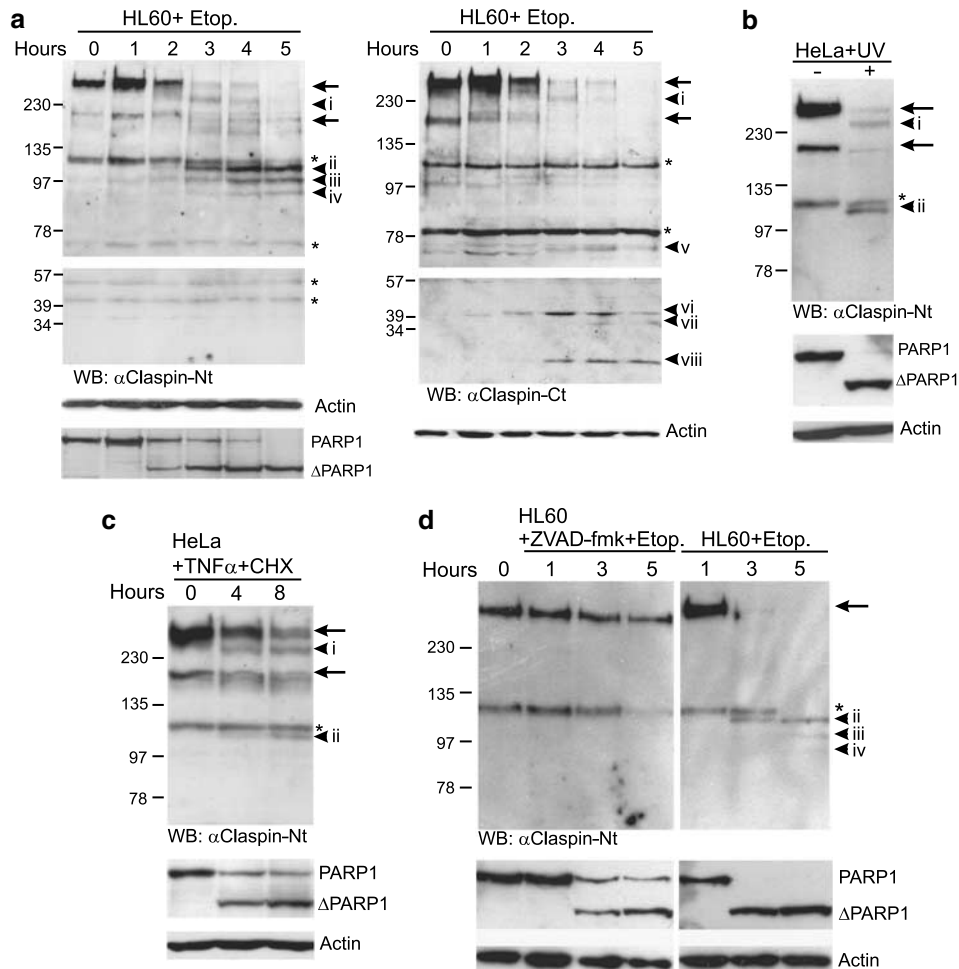 a
HL60+ Etop.
Hours 0 1 2 3 4 5
230
135
97
78
57
39
34
i
* ii
iii
iv
*
*
*
WB: αClaspin-Nt
Actin
PARP1
ΔPARP1
HL60+ Etop.
Hours 0 1 2 3 4 5
230
135
97
78
57
39
34
i
*
*
v
vi
vii
viii
WB: αClaspin-Ct
Actin
b
HeLa+UV
- +
230
135
97
78
i
*
ii
WB: αClaspin-Nt
PARP1
ΔPARP1
Actin
c
HeLa
+TNFα+CHX
Hours 0 4 8
230
135
97
78
i
*
ii
WB: αClaspin-Nt
PARP1
ΔPARP1
Actin
d
HL60
+ZVAD-fmk+Etop.
HL60+Etop.
Hours 0 1 3 5 1 3 5
230
135
97
78
*
ii
iii
iv
WB: αClaspin-Nt
PARP1
ΔPARP1
Actin